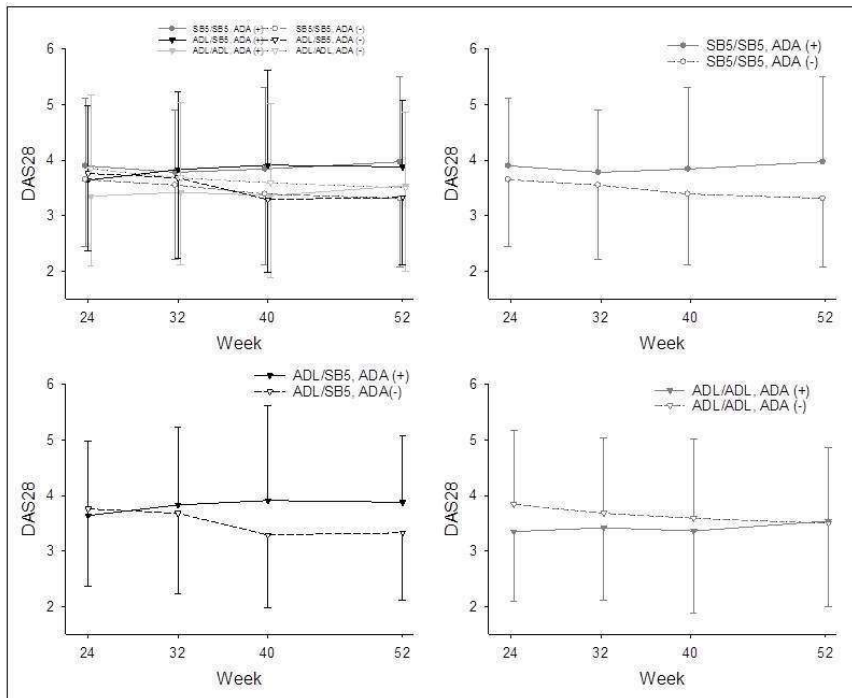 SB5/SB5, ADA (+) SB5/SB5, ADA (-)
ADL/SB5, ADA (+) ADL/SB5, ADA (-)
ADL/ADL, ADA (+) ADL/ADL, ADA (-)
6
5
4
3
2
DAS28
24 32 40 52
Week
SB5/SB5, ADA (+)
SB5/SB5, ADA (-)
6
5
4
3
2
DAS28
24 32 40 52
Week
ADL/SB5, ADA (+)
ADL/SB5, ADA(-)
6
5
4
3
2
DAS28
24 32 40 52
Week
ADL/ADL, ADA (+)
ADL/ADL, ADA (-)
6
5
4
3
2
DAS28
24 32 40 52
Week